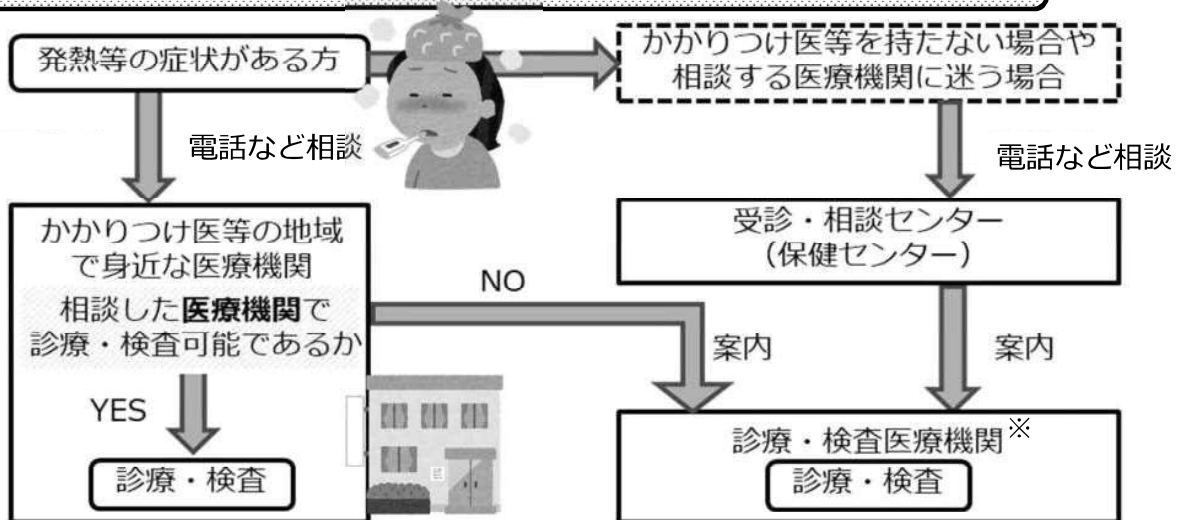 発熱等の症状がある方
かかりつけ医等を持たない場合や
相談する医療機関に迷う場合
電話など相談
電話など相談
かかりつけ医等の地域
で身近な医療機関
相談した医療機関で
診療・検査可能であるか
受診・相談センター
(保健センター)
NO
案内
案内
YES
診療・検査
診療・検査医療機関※
診療・検査